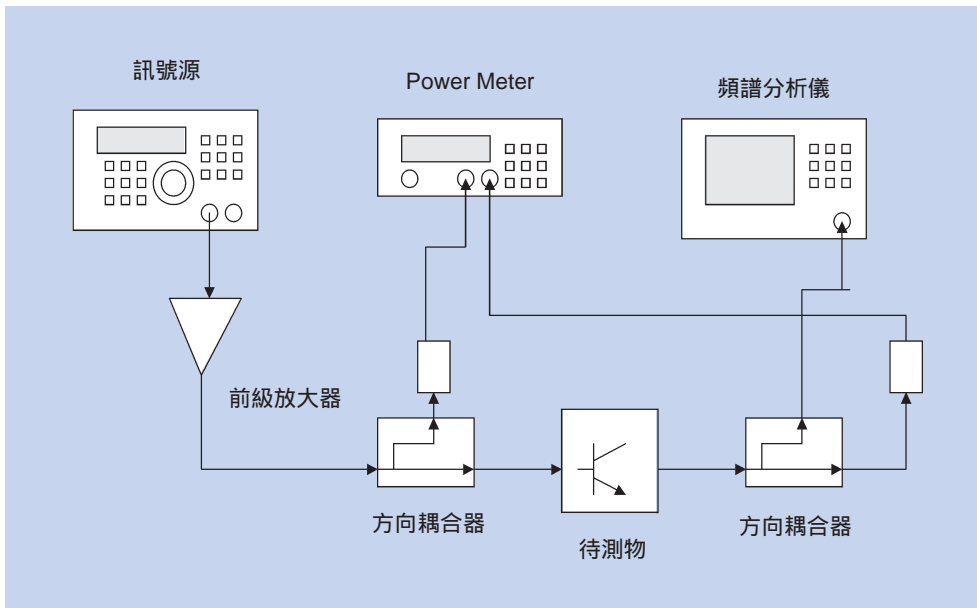 訊號源
Power Meter
頻譜分析儀
前級放大器
方向耦合器
待測物
方向耦合器